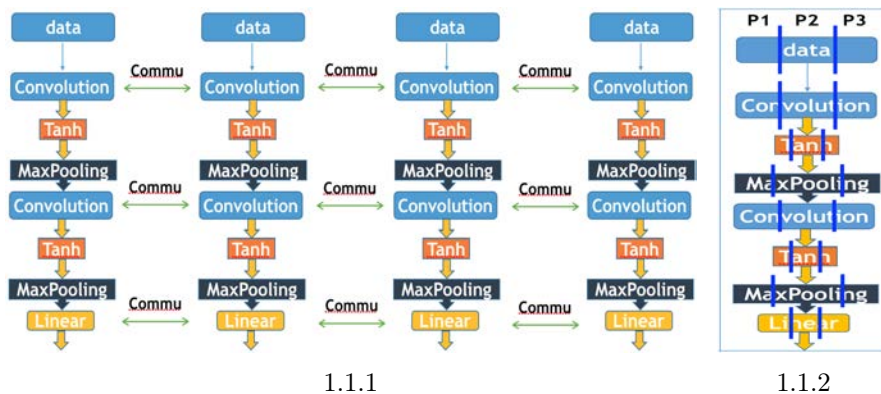 data data data data
Commu Commu Commu
Convolution Convolution Convolution Convolution
Tanh Tanh Tanh Tanh
MaxPooling MaxPooling MaxPooling MaxPooling
Commu Commu Commu
Convolution Convolution Convolution Convolution
Tanh Tanh Tanh Tanh
MaxPooling MaxPooling MaxPooling MaxPooling
Commu Commu Commu
Linear Linear Linear Linear
1.1.1
P1 P2 P3
data
Convolution
Tanh
MaxPooling
Convolution
Tanh
MaxPooling
Linear
1.1.2